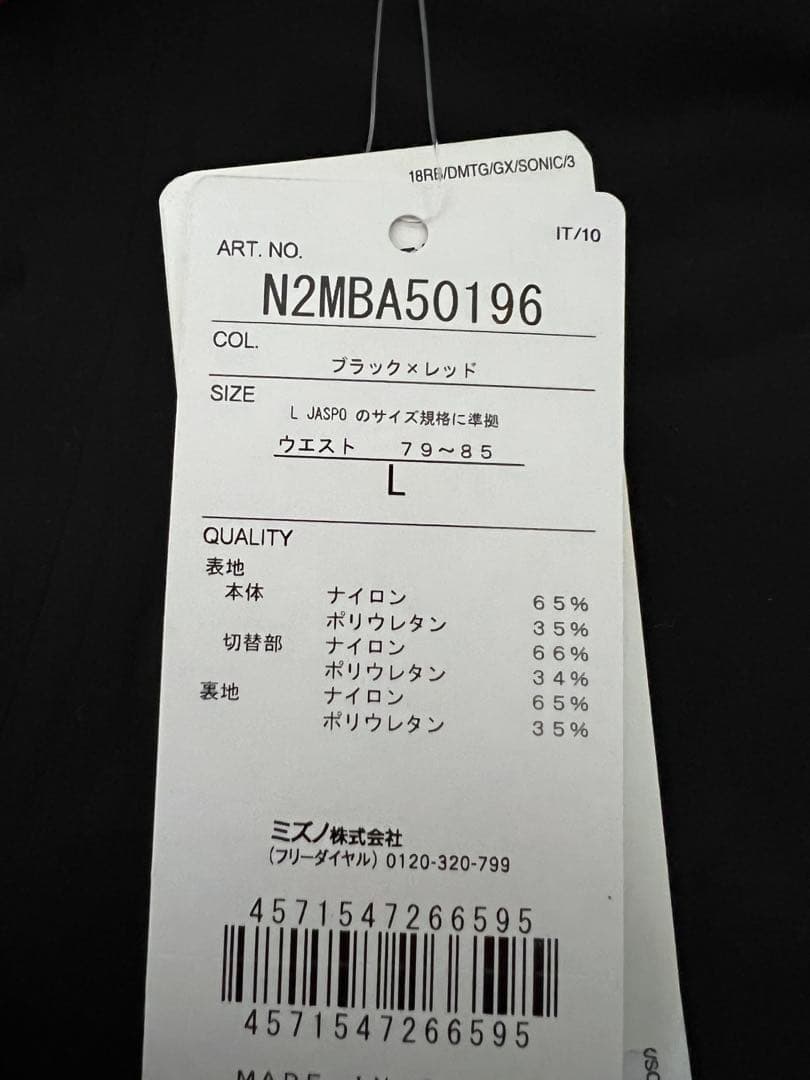 18RE/DMTG/GX/SONIC/3
IT/10
ART. NO.
N2MBA50196
COL.
ブラック×レッド
SIZE
L JASPO のサイズ規格に準拠
ウエスト 79～85
L
QUALITY
表地
本体 ナイロン 65%
ポリウレタン 35%
切替部 ナイロン 66%
ポリウレタン 34%
裏地 ナイロン 65%
ポリウレタン 35%
ミズノ株式会社
(フリーダイヤル) 0120-320-799
4571547266595
4571547266595
MADE IN